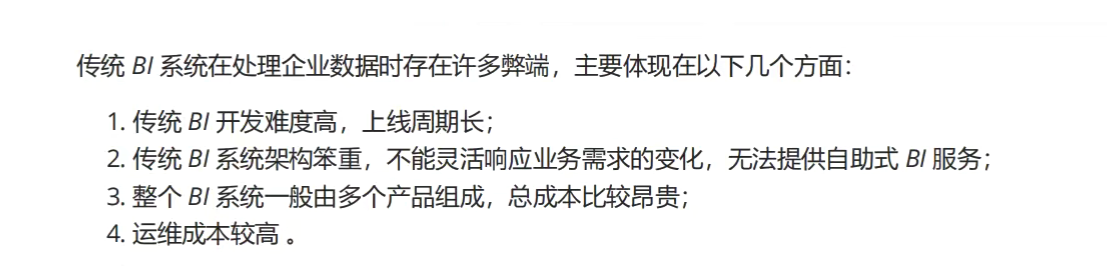 传统 BI 系统在处理企业数据时存在许多弊端，主要体现在以下几个方面：
1. 传统 BI 开发难度高，上线周期长；
2. 传统 BI 系统架构笨重，不能灵活响应业务需求的变化，无法提供自助式 BI 服务；
3. 整个 BI 系统一般由多个产品组成，总成本比较昂贵；
4. 运维成本较高 。